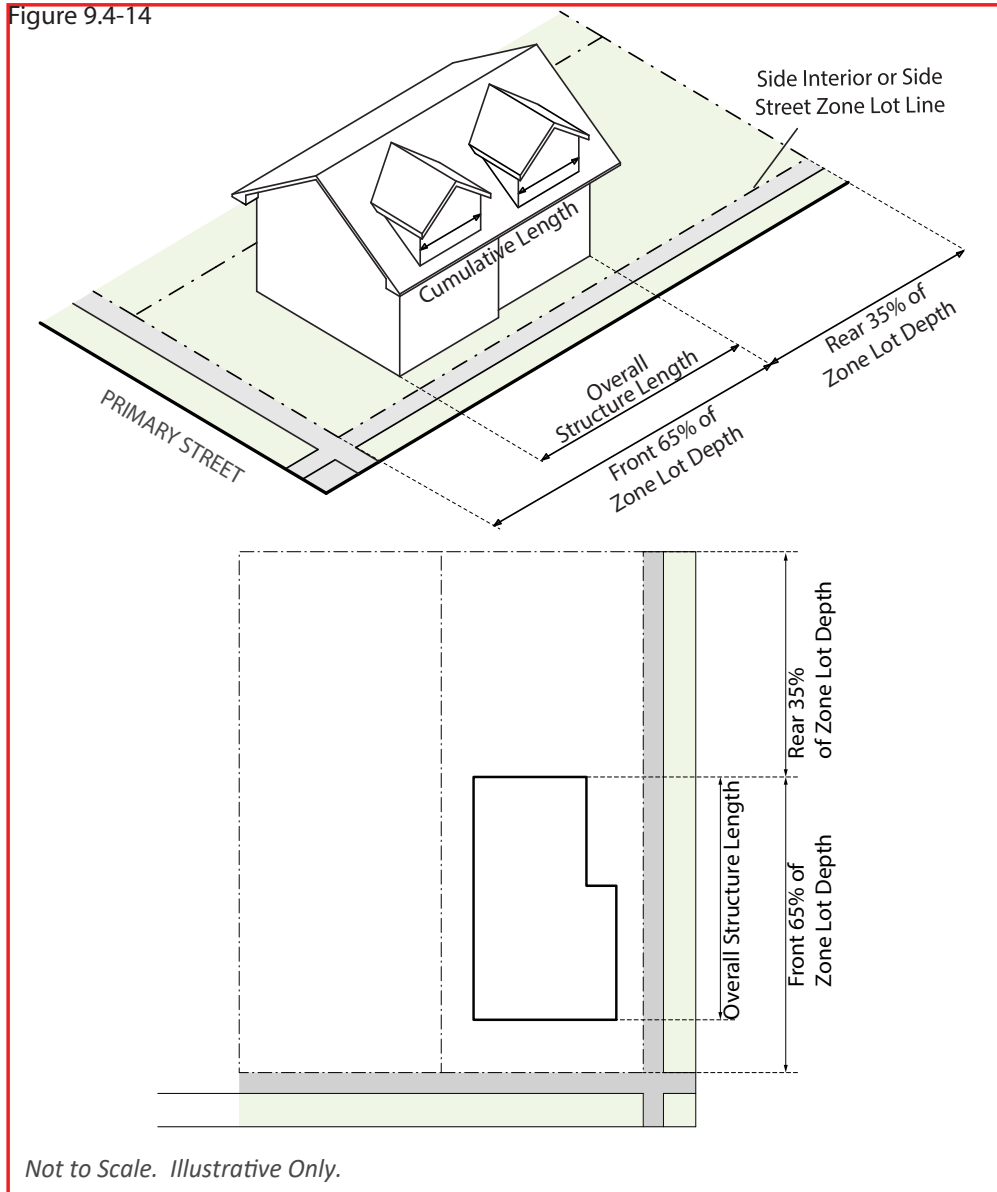 Figure 9.4-14
Side Interior or Side
Street Zone Lot Line
Cumulative Length
Rear 35% of
Zone Lot Depth
Overall
Structure Length
Front 65% of
Zone Lot Depth
PRIMARY STREET
Rear 35%
of Zone Lot Depth
Overall Structure Length
Front 65% of
Zone Lot Depth
Not to Scale. Illustrative Only.